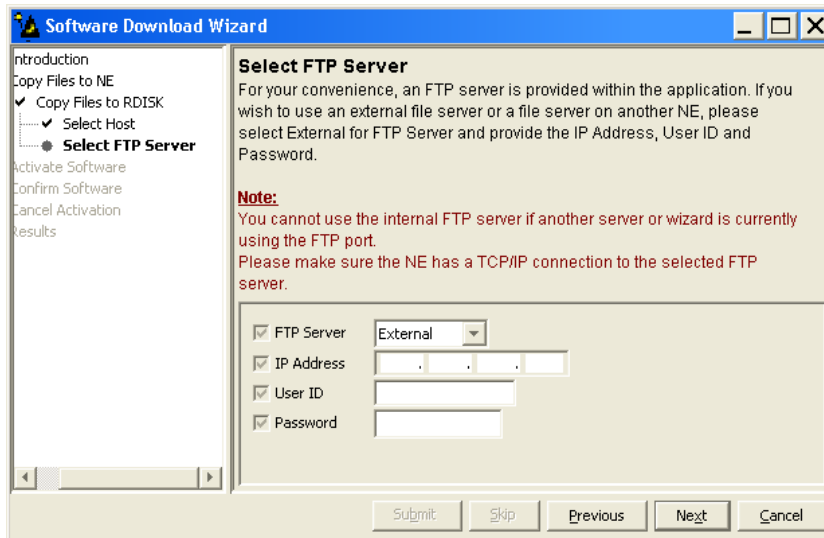 Software Download Wizard
ntroduction
Copy Files to NE
Copy Files to RDISK
Select Host
Select FTP Server
Activate Software
Confirm Software
Cancel Activation
Results
Select FTP Server
For your convenience, an FTP server is provided within the application. If you
wish to use an external file server or a file server on another NE, please
select External for FTP Server and provide the IP Address, User ID and
Password.
Note:
You cannot use the internal FTP server if another server or wizard is currently
using the FTP port.
Please make sure the NE has a TCP/IP connection to the selected FTP
server.
FTP Server External
IP Address . . .
User ID
Password
Submit Skip Previous Next Cancel